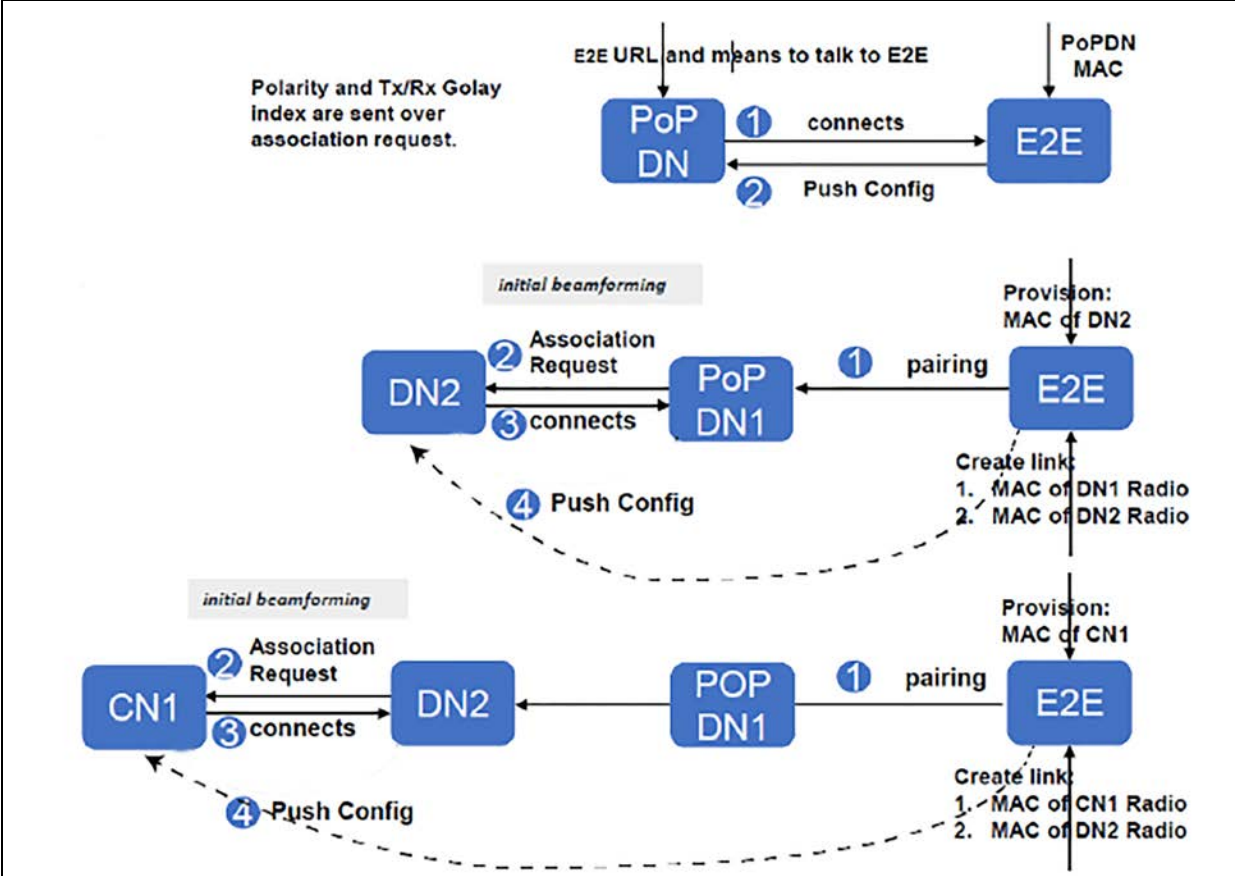 E2E URL and means to talk to E2E
PoPDN
MAC
Polarity and Tx/Rx Golay
index are sent over
association request.
PoP
DN
1
connects
2
Push Config
E2E
initial beamforming
Provision:
MAC of DN2
DN2
2
Association
Request
3
connects
PoP
DN1
1
pairing
E2E
4
Push Config
Create link:
1. MAC of DN1 Radio
2. MAC of DN2 Radio
initial beamforming
Provision:
MAC of CN1
CN1
2
Association
Request
3
connects
DN2
POP
DN1
1
pairing
E2E
4
Push Config
Create link:
1. MAC of CN1 Radio
2. MAC of DN2 Radio